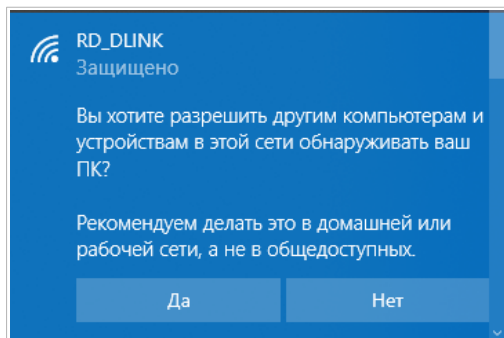 RD_DLINK
Защищено
Вы хотите разрешить другим компьютерам и
устройствам в этой сети обнаруживать ваш
ПК?
Рекомендуем делать это в домашней или
рабочей сети, а не в общедоступных.
Да
Нет